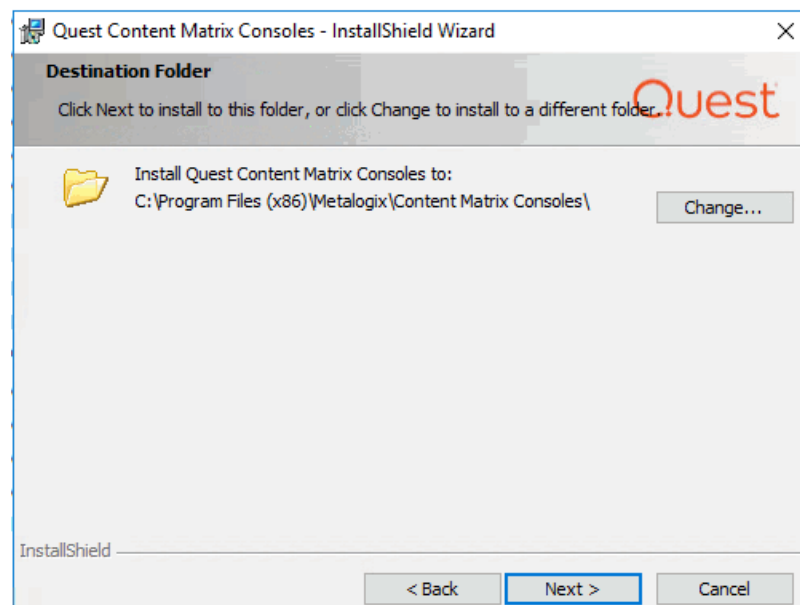 Quest Content Matrix Consoles - InstallShield Wizard
Destination Folder
Click Next to install to this folder, or click Change to install to a different folder.
Quest
Install Quest Content Matrix Consoles to:
C:\Program Files (x86)\Metalogix\Content Matrix Consoles\
Change...
InstallShield
< Back
Next >
Cancel